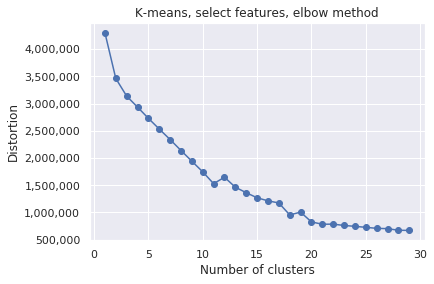 K-means, select features, elbow method
4,000,000
3,500,000
3,000,000
2,500,000
2,000,000
1,500,000
1,000,000
500,000
Distortion
0 5 10 15 20 25 30
Number of clusters